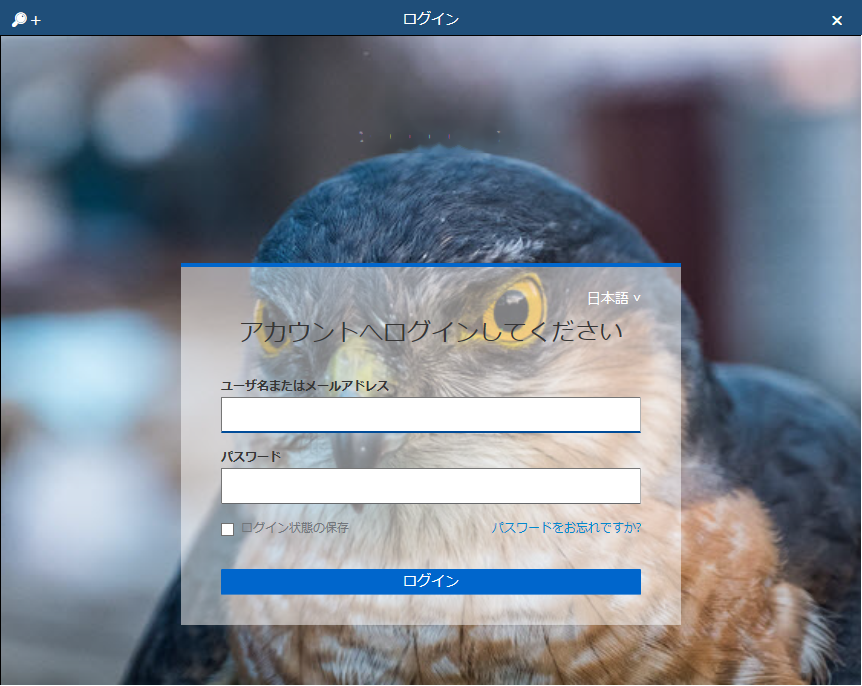 ログイン
日本語
アカウントへログインしてください
ユーザ名またはメールアドレス
パスワード
ログイン状態の保存
パスワードをお忘れですか?
ログイン